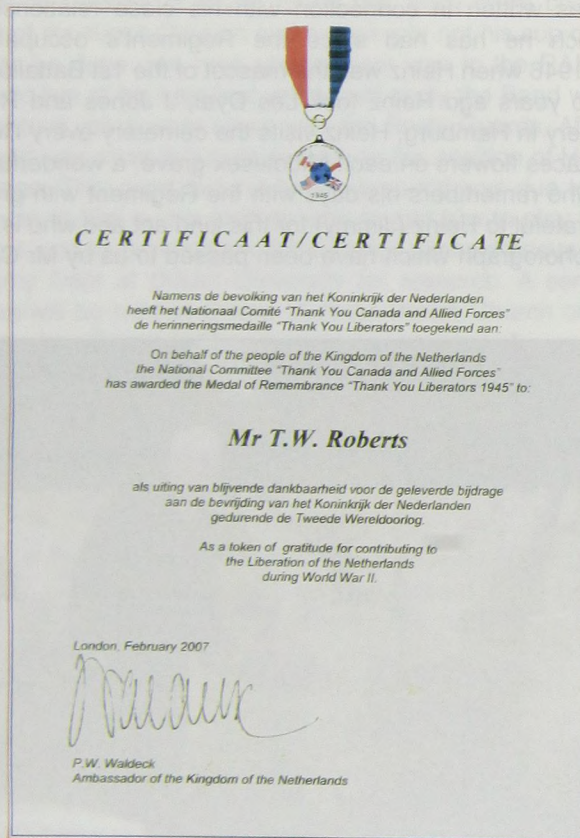 1945
CERTIFICAAT/CERTIFICATE
Namens de bevolking van het Koninkrijk der Nederlanden
heeft het Nationaal Comité "Thank You Canada and Allied Forces"
de herinneringsmedaille "Thank You Liberators" toegekend aan:
On behalf of the people of the Kingdom of the Netherlands
the National Committee "Thank You Canada and Allied Forces"
has awarded the Medal of Remembrance "Thank You Liberators 1945" to:
Mr T.W. Roberts
als uiting van blijvende dankbaarheid voor de geleverde bijdrage
aan de bevrijding van het Koninkrijk der Nederlanden
gedurende de Tweede Wereldoorlog.
As a token of gratitude for contributing to
the Liberation of the Netherlands
during World War II.
London, February 2007
P.W. Waldeck
Ambassador of the Kingdom of the Netherlands